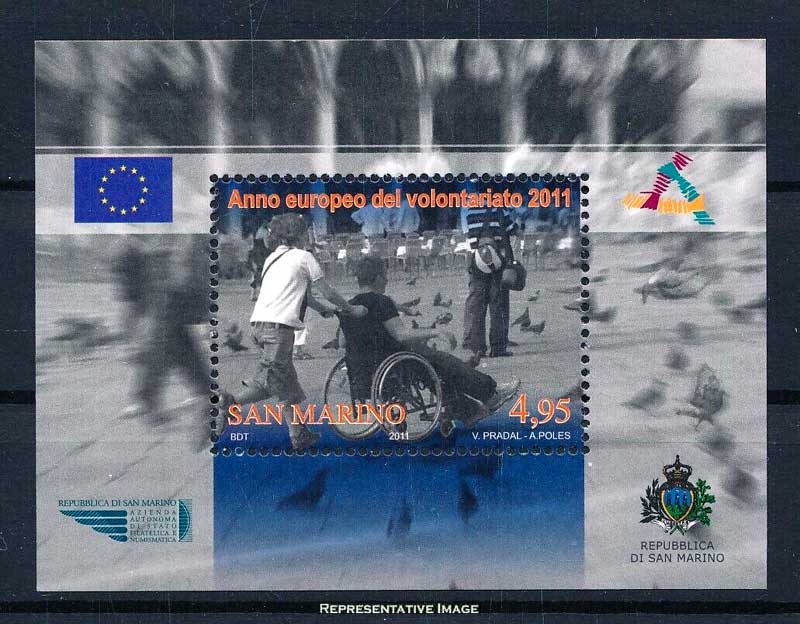 Anno europeo del volontariato 2011
SAN MARINO
4,95
BDT
2011
V. PRADAL - A.POLES
REPUBBLICA DI SAN MARINO
AZIENDA
AUTONOMA
DI STATO
FILATELICA E
NUMISMATICA
REPUBBLICA
DI SAN MARINO
REPRESENTATIVE IMAGE